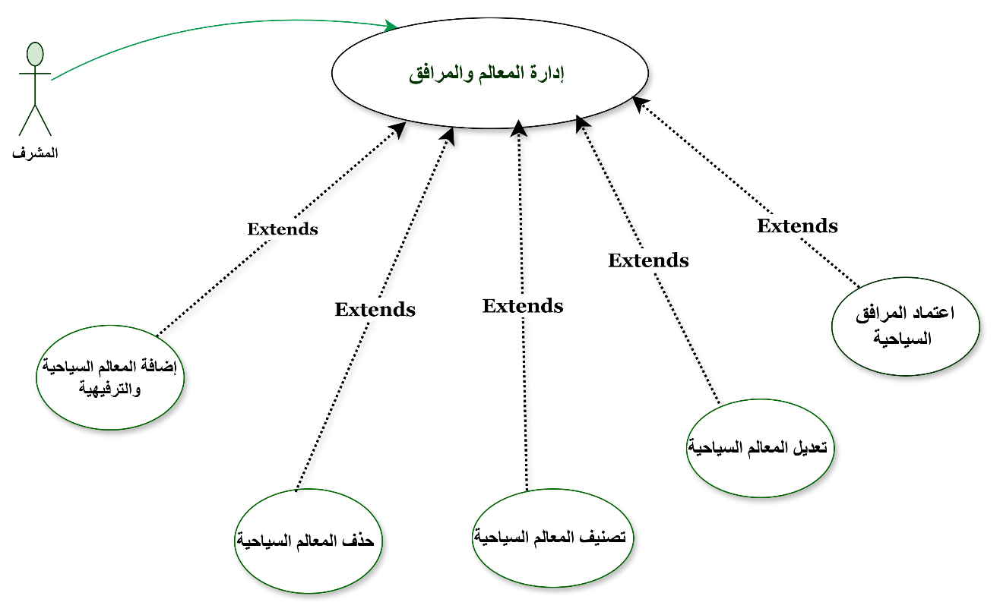 إدارة المعالم والمرافق
المشرف
Extends
Extends
Extends
Extends
Extends
اعتماد المرافق
السياحية
إضافة المعالم السياحية
والترفيهية
تعديل المعالم السياحية
تصنيف المعالم السياحية
حذف المعالم السياحية